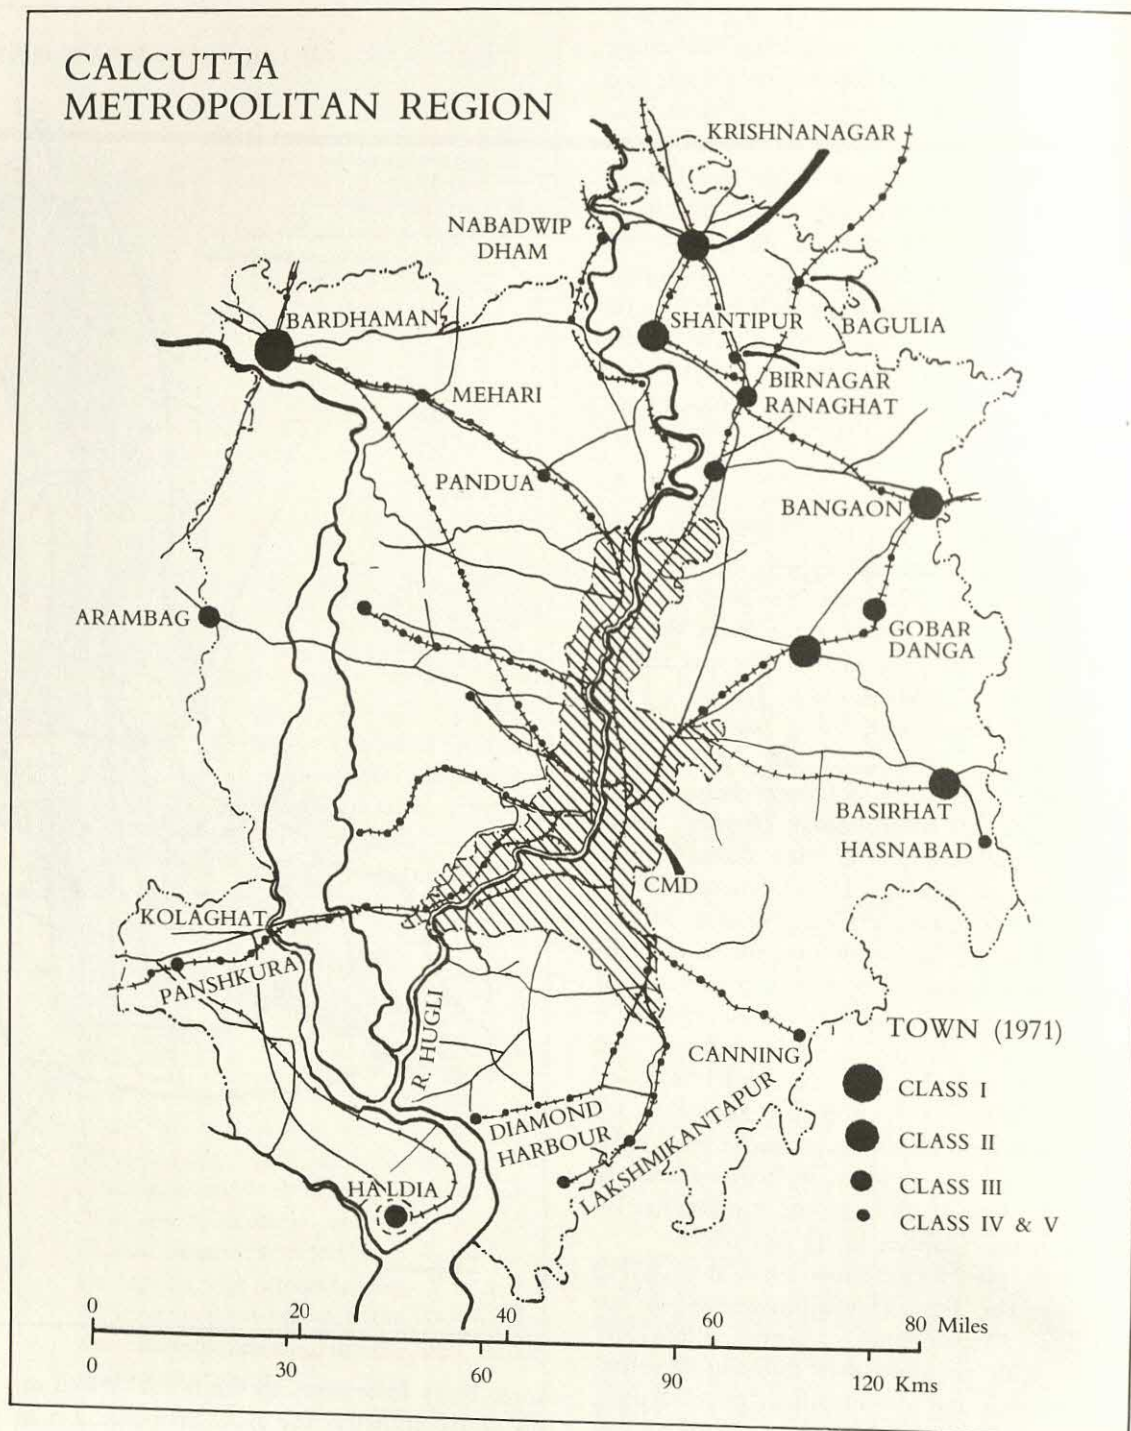 CALCUTTA
METROPOLITAN REGION
KRISHNANAGAR
NABADWIP
DHAM
BARDHAMAN
SHANTIPUR
BAGULIA
BIRNAGAR
RANAGHAT
MEHARI
PANDUA
BANGAON
ARAMBAG
GOBAR
DANGA
BASIRHAT
HASNABAD
CMD
KOLAGHAT
PANSHKURA
R. HUGLI
CANNING
DIAMOND
HARBOUR
LAKSHMIKANTAPUR
HALDIA
TOWN (1971)
CLASS I
CLASS II
CLASS III
CLASS IV & V
0 20 40 60 80 Miles
0 30 60 90 120 Kms